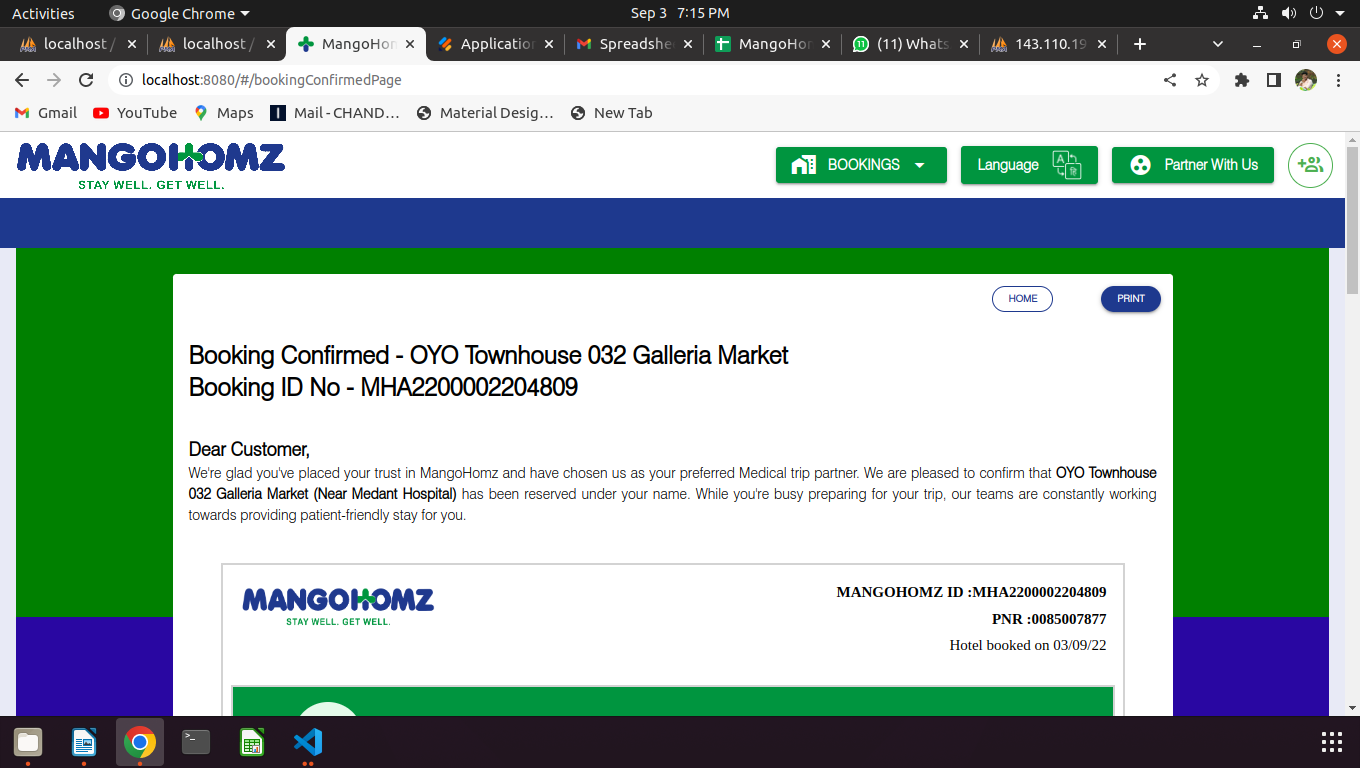 Activities
Google Chrome
Sep 3 7:15 PM
localhost /
localhost /
MangoHom
Application
Spreadshe
MangoHom
(11) Whats
143.110.19
localhost:8080/#/bookingConfirmedPage
Gmail
YouTube
Maps
Mail - CHAND…
Material Desig…
New Tab
MANGOHOMZ
STAY WELL. GET WELL.
BOOKINGS
Language
Partner With Us
HOME
PRINT
Booking Confirmed - OYO Townhouse 032 Galleria Market
Booking ID No - MHA2200002204809
Dear Customer,
We're glad you've placed your trust in MangoHomz and have chosen us as your preferred Medical trip partner. We are pleased to confirm that OYO Townhouse
032 Galleria Market (Near Medant Hospital) has been reserved under your name. While you're busy preparing for your trip, our teams are constantly working
towards providing patient-friendly stay for you.
MANGOHOMZ
STAY WELL. GET WELL.
MANGOHOMZ ID :MHA2200002204809
PNR :0085007877
Hotel booked on 03/09/22